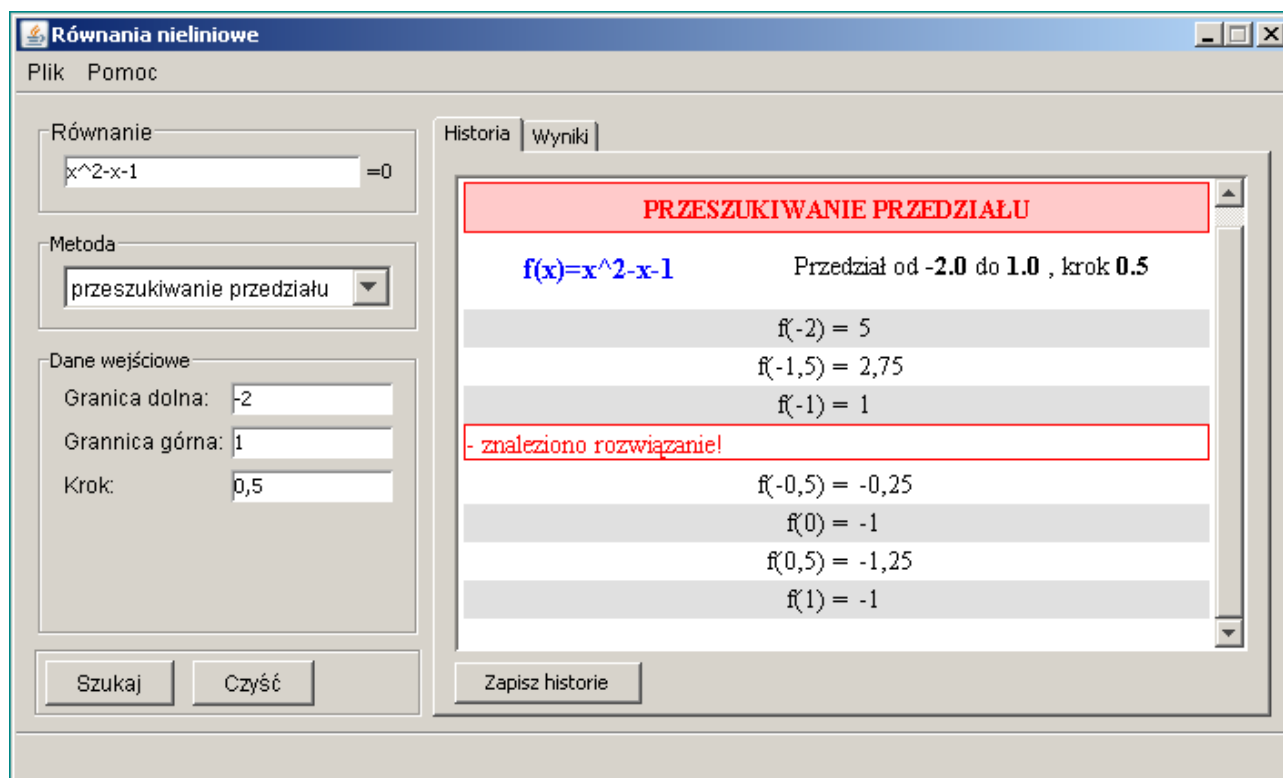 Równania nieliniowe
Plik Pomoc
Równanie
x^2-x-1 =0
Metoda
przeszukiwanie przedziału
Dane wejściowe
Granica dolna: -2
Grannica górna: 1
Krok: 0,5
Szukaj Czyść
Historia Wyniki
PRZESZUKIWANIE PRZEDZIAŁU
f(x)=x^2-x-1 Przedział od -2.0 do 1.0 , krok 0.5
f(-2) = 5
f(-1,5) = 2,75
f(-1) = 1
- znaleziono rozwiązanie!
f(-0,5) = -0,25
f(0) = -1
f(0,5) = -1,25
f(1) = -1
Zapisz historie